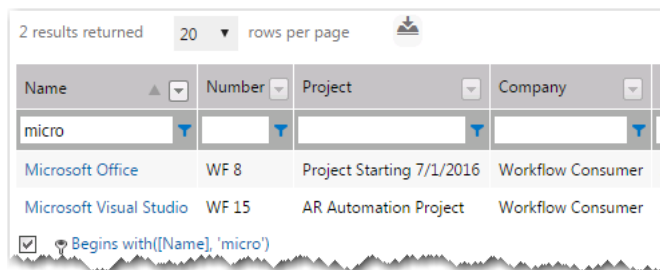 2 results returned 20 rows per page
Name Number Project Company
micro
Microsoft Office WF 8 Project Starting 7/1/2016 Workflow Consumer
Microsoft Visual Studio WF 15 AR Automation Project Workflow Consumer
Begins with([Name], 'micro')